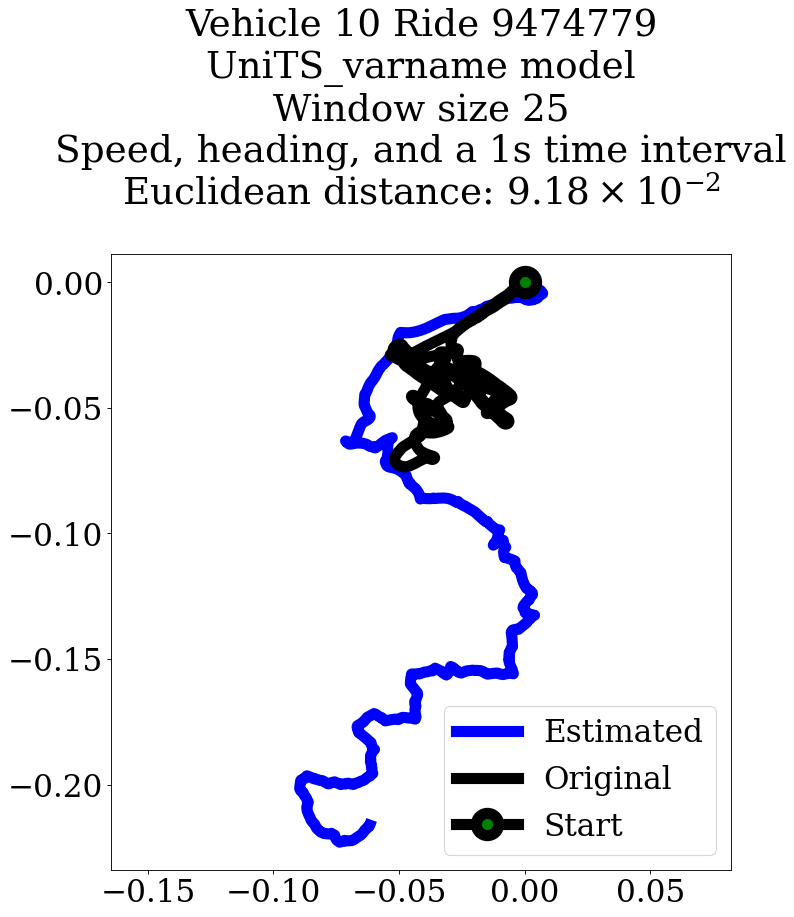 Vehicle 10 Ride 9474779
UniTS_varname model
Window size 25
Speed, heading, and a 1s time interval
Euclidean distance: 9.18 × 10⁻²
0.00
−0.05
−0.10
−0.15
−0.20
Estimated
Original
Start
−0.15 −0.10 −0.05 0.00 0.05